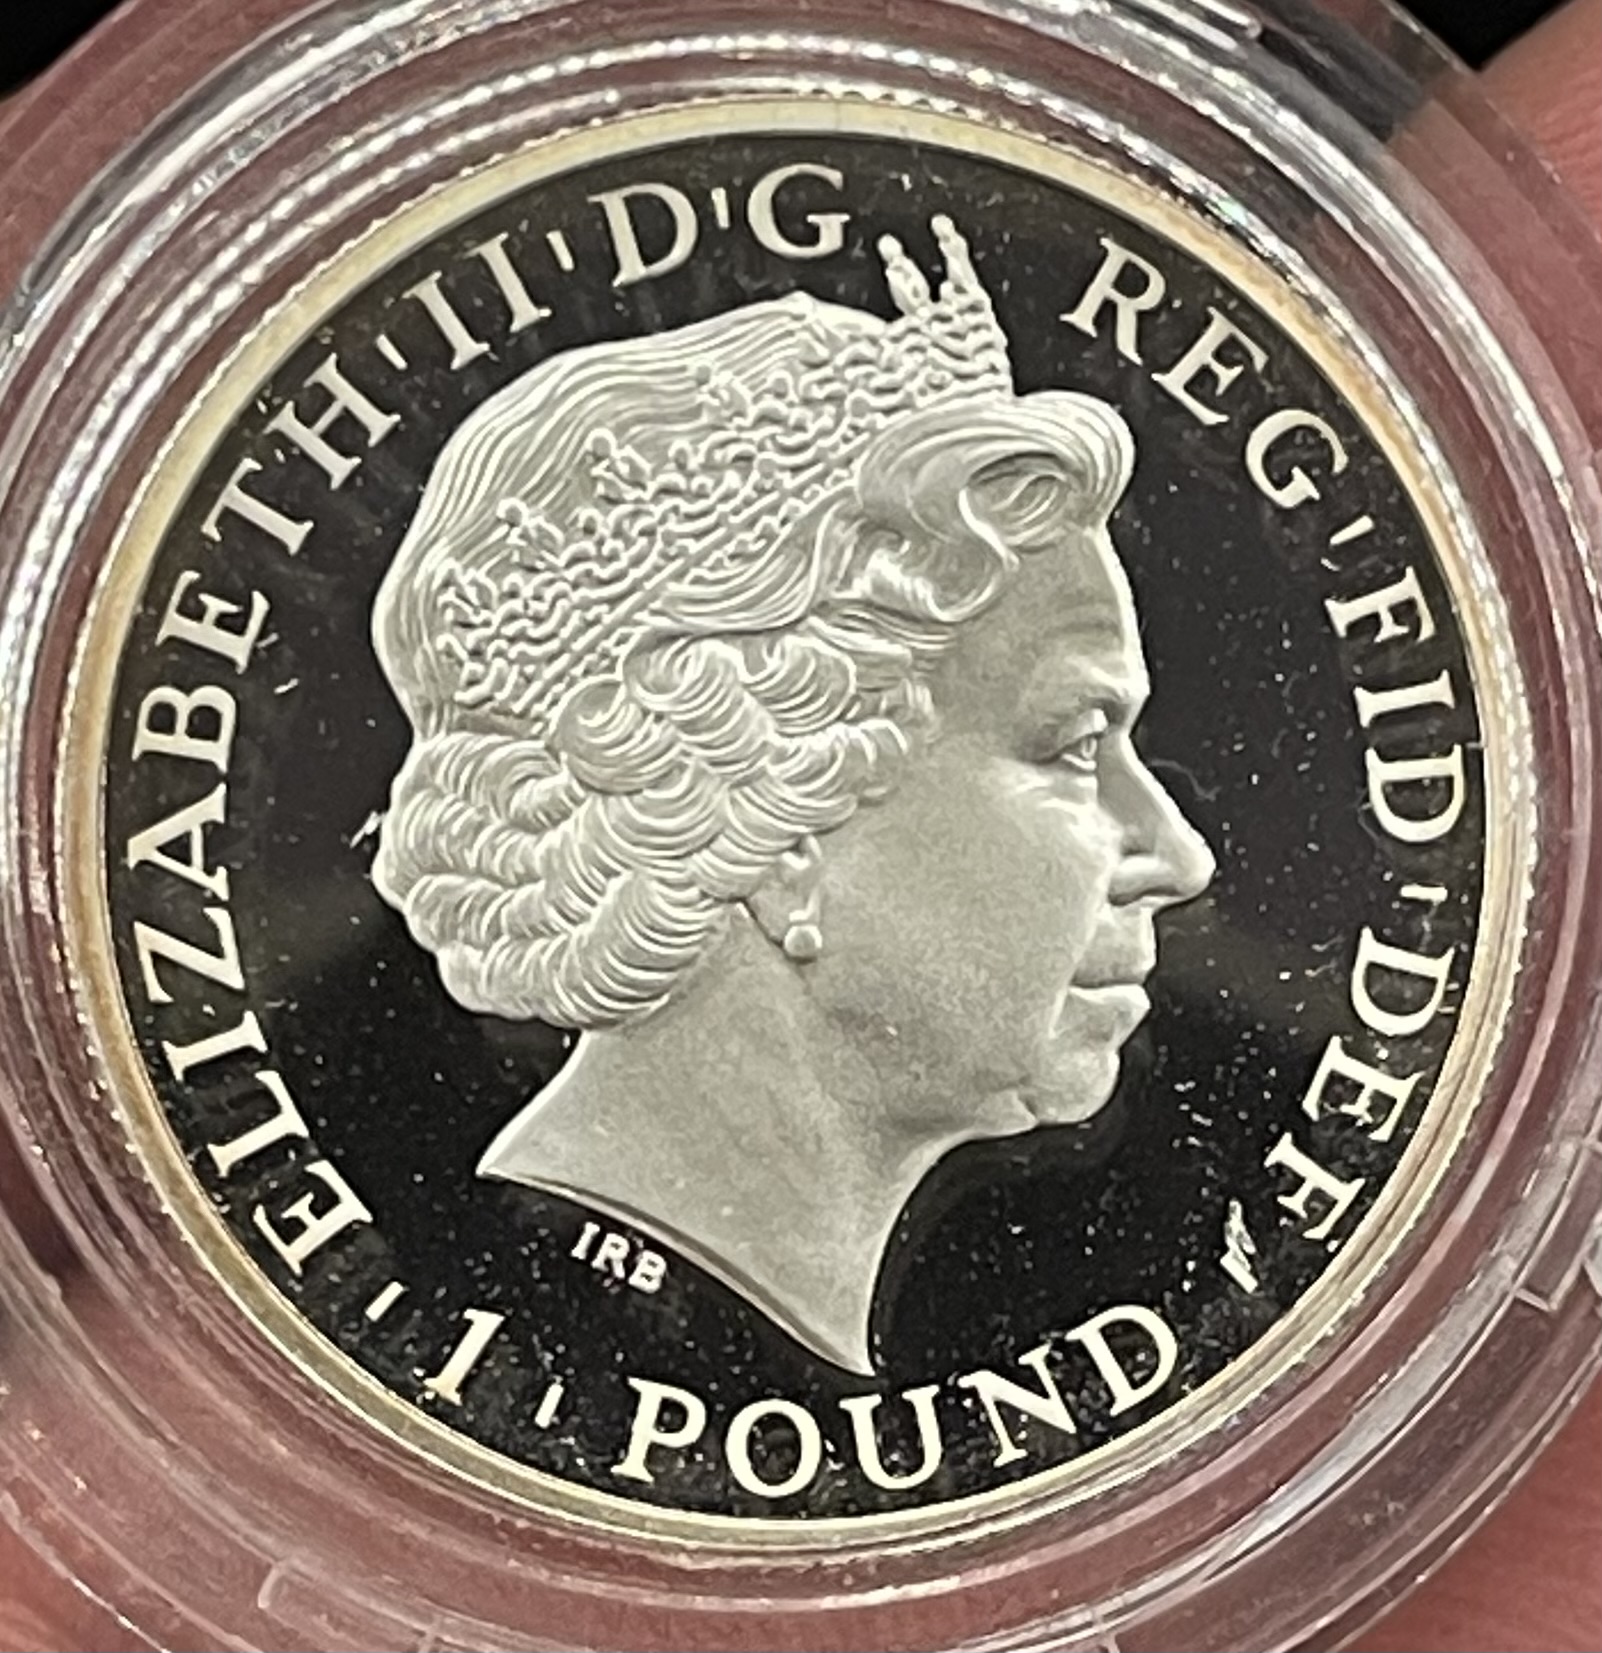 ELIZABETH·II·D·G REG·FID·DEF
1 · POUND
IRB